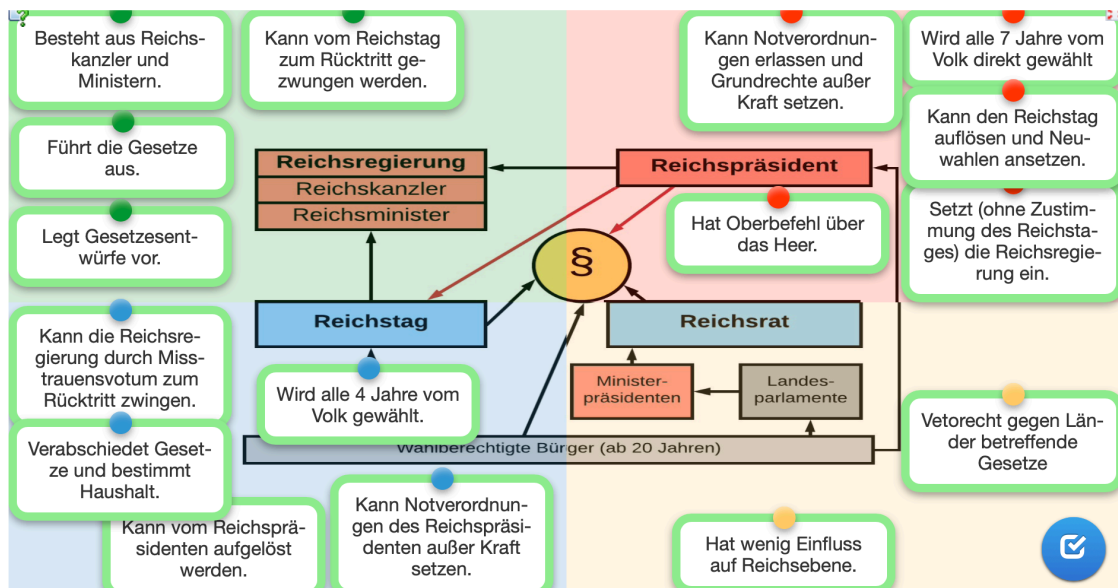 Besteht aus Reichs-
kanzler und
Ministern.
Kann vom Reichstag
zum Rücktritt ge-
zwungen werden.
Kann Notverordnun-
gen erlassen und
Grundrechte außer
Kraft setzen.
Wird alle 7 Jahre vom
Volk direkt gewählt
Führt die Gesetze
aus.
Kann den Reichstag
auflösen und Neu-
wahlen ansetzen.
Reichsregierung
Reichskanzler
Reichsminister
Reichspräsident
Legt Gesetzesent-
würfe vor.
Hat Oberbefehl über
das Heer.
Setzt (ohne Zustim-
mung des Reichsta-
ges) die Reichsregie-
rung ein.
§
Reichstag
Reichsrat
Kann die Reichsre-
gierung durch Miss-
trauensvotum zum
Rücktritt zwingen.
Wird alle 4 Jahre vom
Volk gewählt.
Minister-
präsidenten
Landes-
parlamente
Verabschiedet Geset-
ze und bestimmt
Haushalt.
Wahlberechtigte Bürger (ab 20 Jahren)
Vetorecht gegen Län-
der betreffende
Gesetze
Kann vom Reichsprä-
sidenten aufgelöst
werden.
Kann Notverordnun-
gen des Reichspräsi-
denten außer Kraft
setzen.
Hat wenig Einfluss
auf Reichsebene.